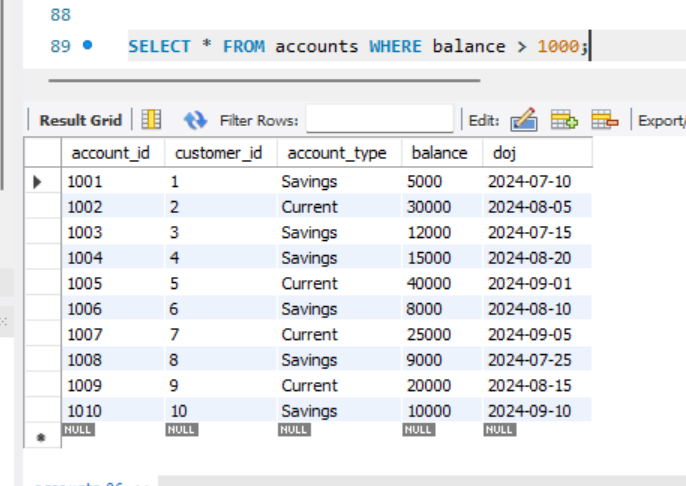 88
89 SELECT * FROM accounts WHERE balance > 1000;
Result Grid Filter Rows: Edit: Export/
account_id customer_id account_type balance doj
1001 1 Savings 5000 2024-07-10
1002 2 Current 30000 2024-08-05
1003 3 Savings 12000 2024-07-15
1004 4 Savings 15000 2024-08-20
1005 5 Current 40000 2024-09-01
1006 6 Savings 8000 2024-08-10
1007 7 Current 25000 2024-09-05
1008 8 Savings 9000 2024-07-25
1009 9 Current 20000 2024-08-15
1010 10 Savings 10000 2024-09-10
NULL NULL NULL NULL NULL